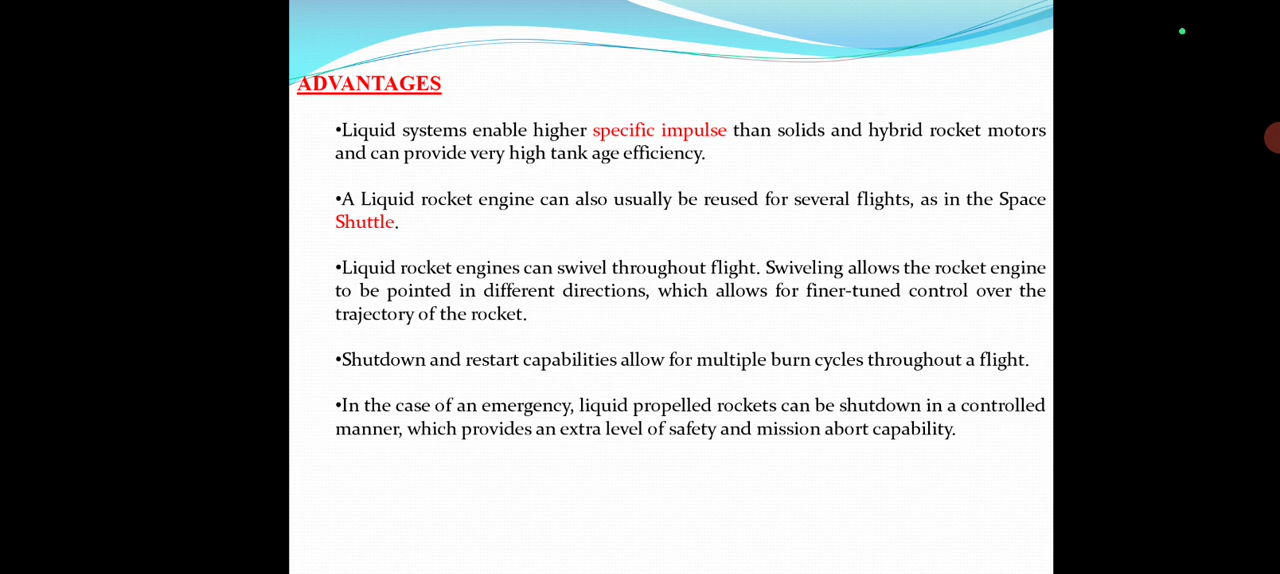 ADVANTAGES
•Liquid systems enable higher specific impulse than solids and hybrid rocket motors
and can provide very high tank age efficiency.
•A Liquid rocket engine can also usually be reused for several flights, as in the Space
Shuttle.
•Liquid rocket engines can swivel throughout flight. Swiveling allows the rocket engine
to be pointed in different directions, which allows for finer-tuned control over the
trajectory of the rocket.
•Shutdown and restart capabilities allow for multiple burn cycles throughout a flight.
•In the case of an emergency, liquid propelled rockets can be shutdown in a controlled
manner, which provides an extra level of safety and mission abort capability.